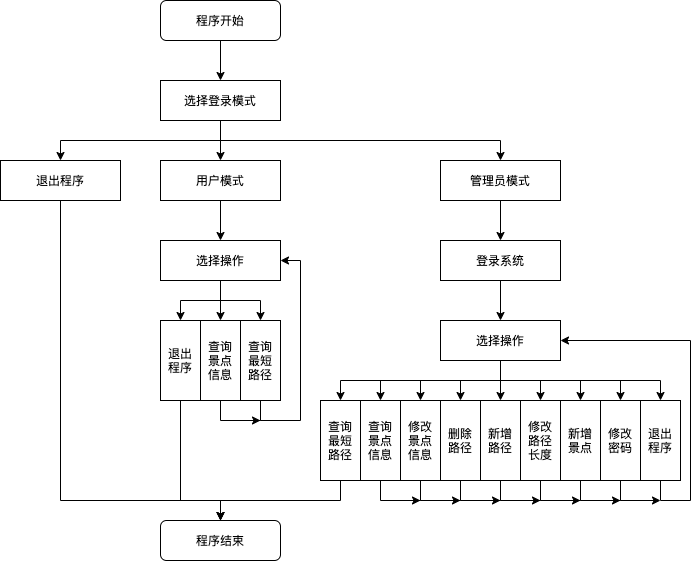 程序开始
选择登录模式
退出程序
用户模式
管理员模式
选择操作
登录系统
退出
程序
查询
景点
信息
查询
最短
路径
选择操作
查询
最短
路径
查询
景点
信息
修改
景点
信息
删除
路径
新增
路径
修改
路径
长度
新增
景点
修改
密码
退出
程序
程序结束